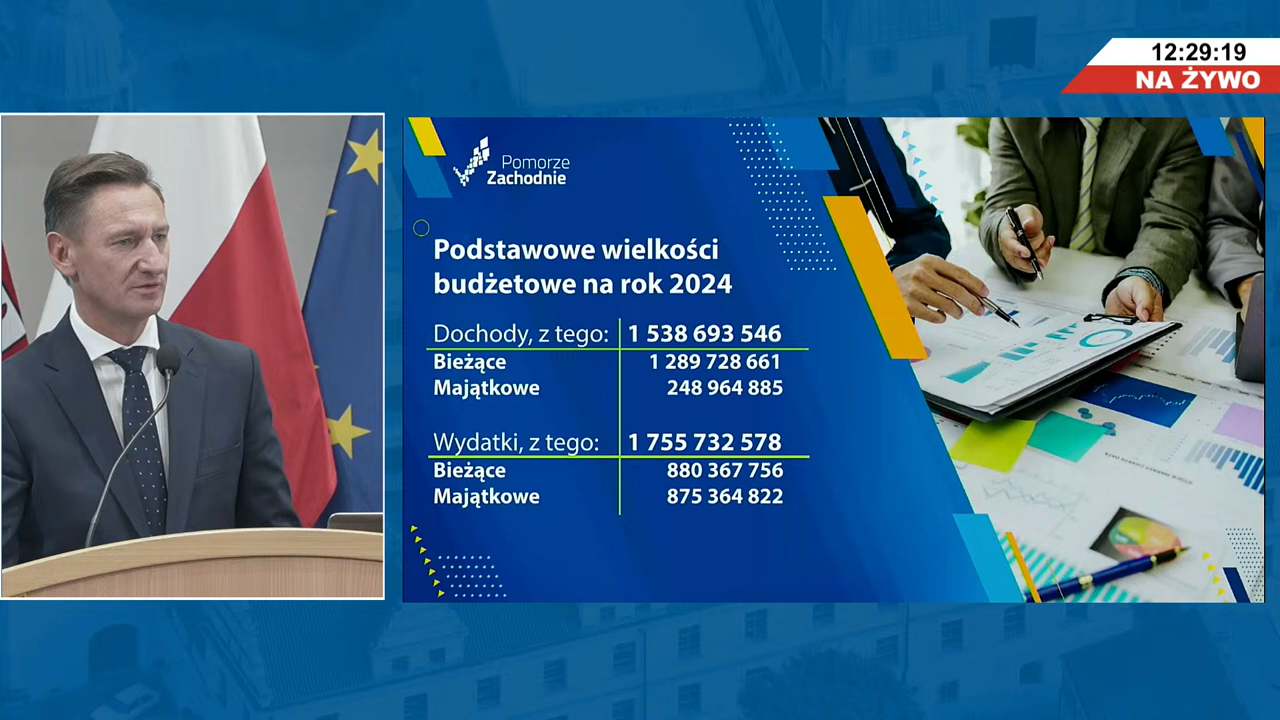 12:29:19
NA ŻYWO
Pomorze
Zachodnie
Podstawowe wielkości
budżetowe na rok 2024
Dochody, z tego: 1 538 693 546
Bieżące 1 289 728 661
Majątkowe 248 964 885
Wydatki, z tego: 1 755 732 578
Bieżące 880 367 756
Majątkowe 875 364 822